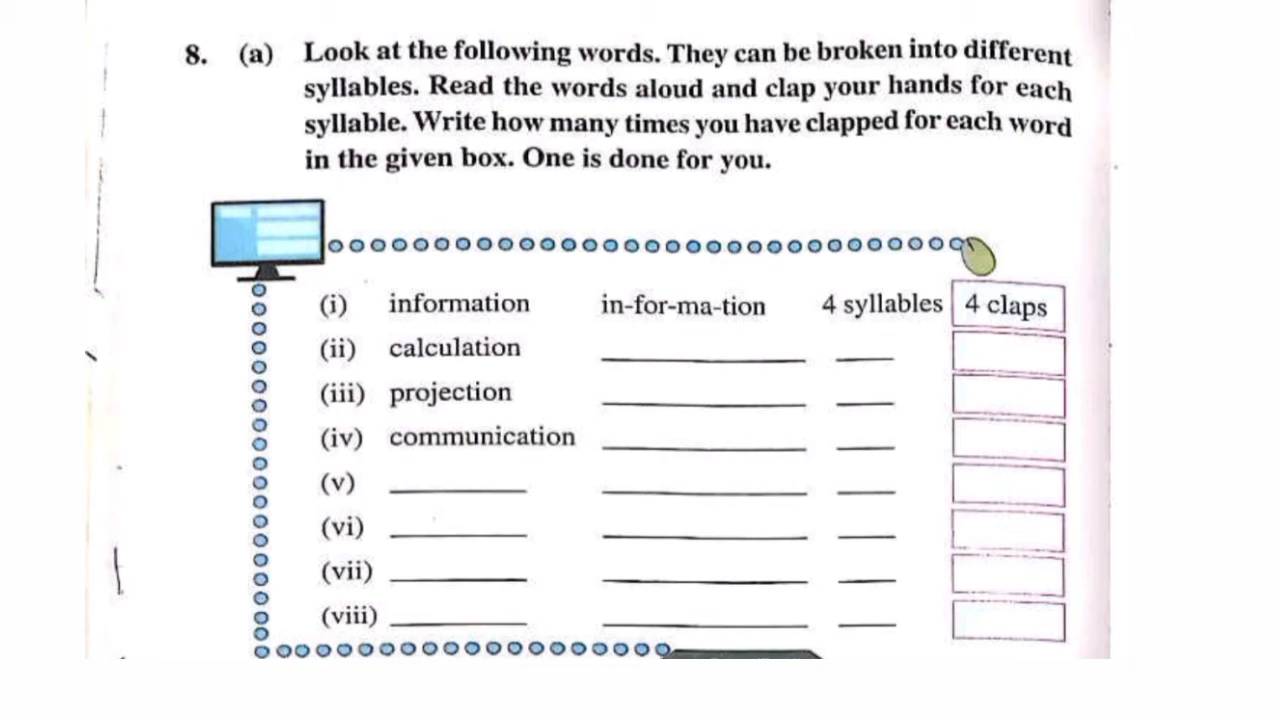 8. (a) Look at the following words. They can be broken into different
syllables. Read the words aloud and clap your hands for each
syllable. Write how many times you have clapped for each word
in the given box. One is done for you.
(i) information in-for-ma-tion 4 syllables 4 claps
(ii) calculation
(iii) projection
(iv) communication
(v)
(vi)
(vii)
(viii)